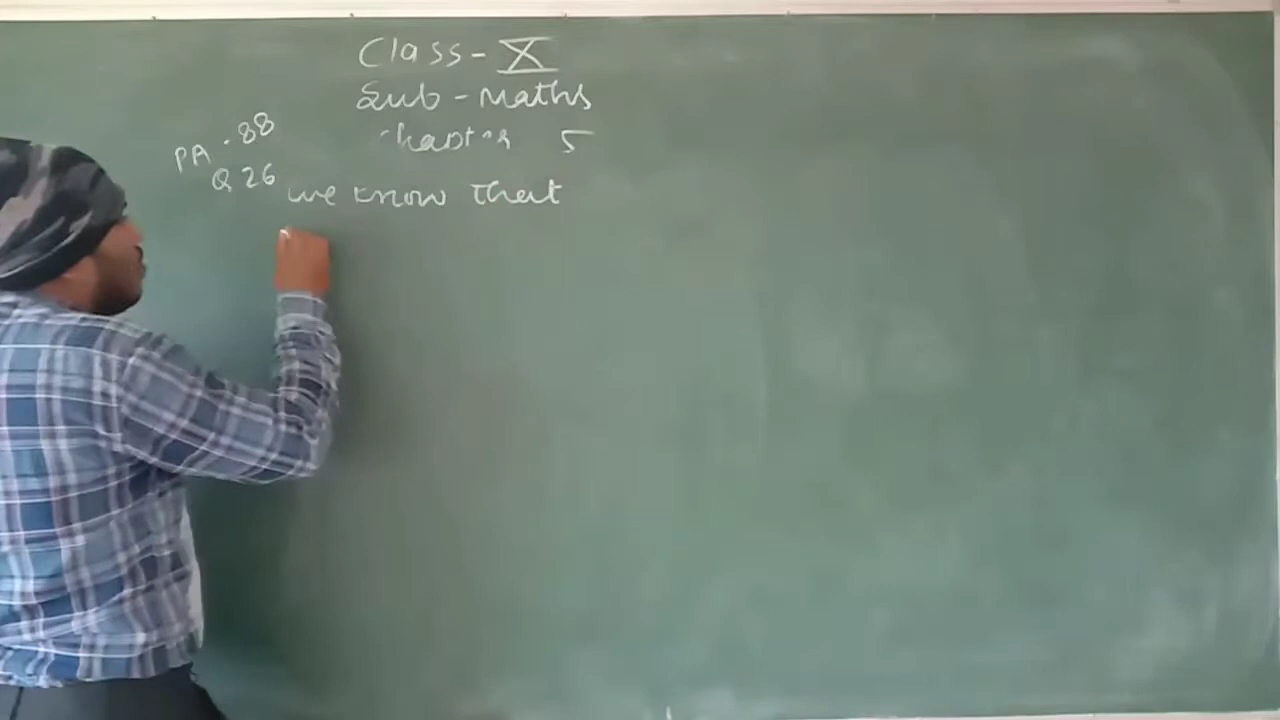 Class - X
Sub - Maths
Chapter 5
PA . 88
Q 26
we know that